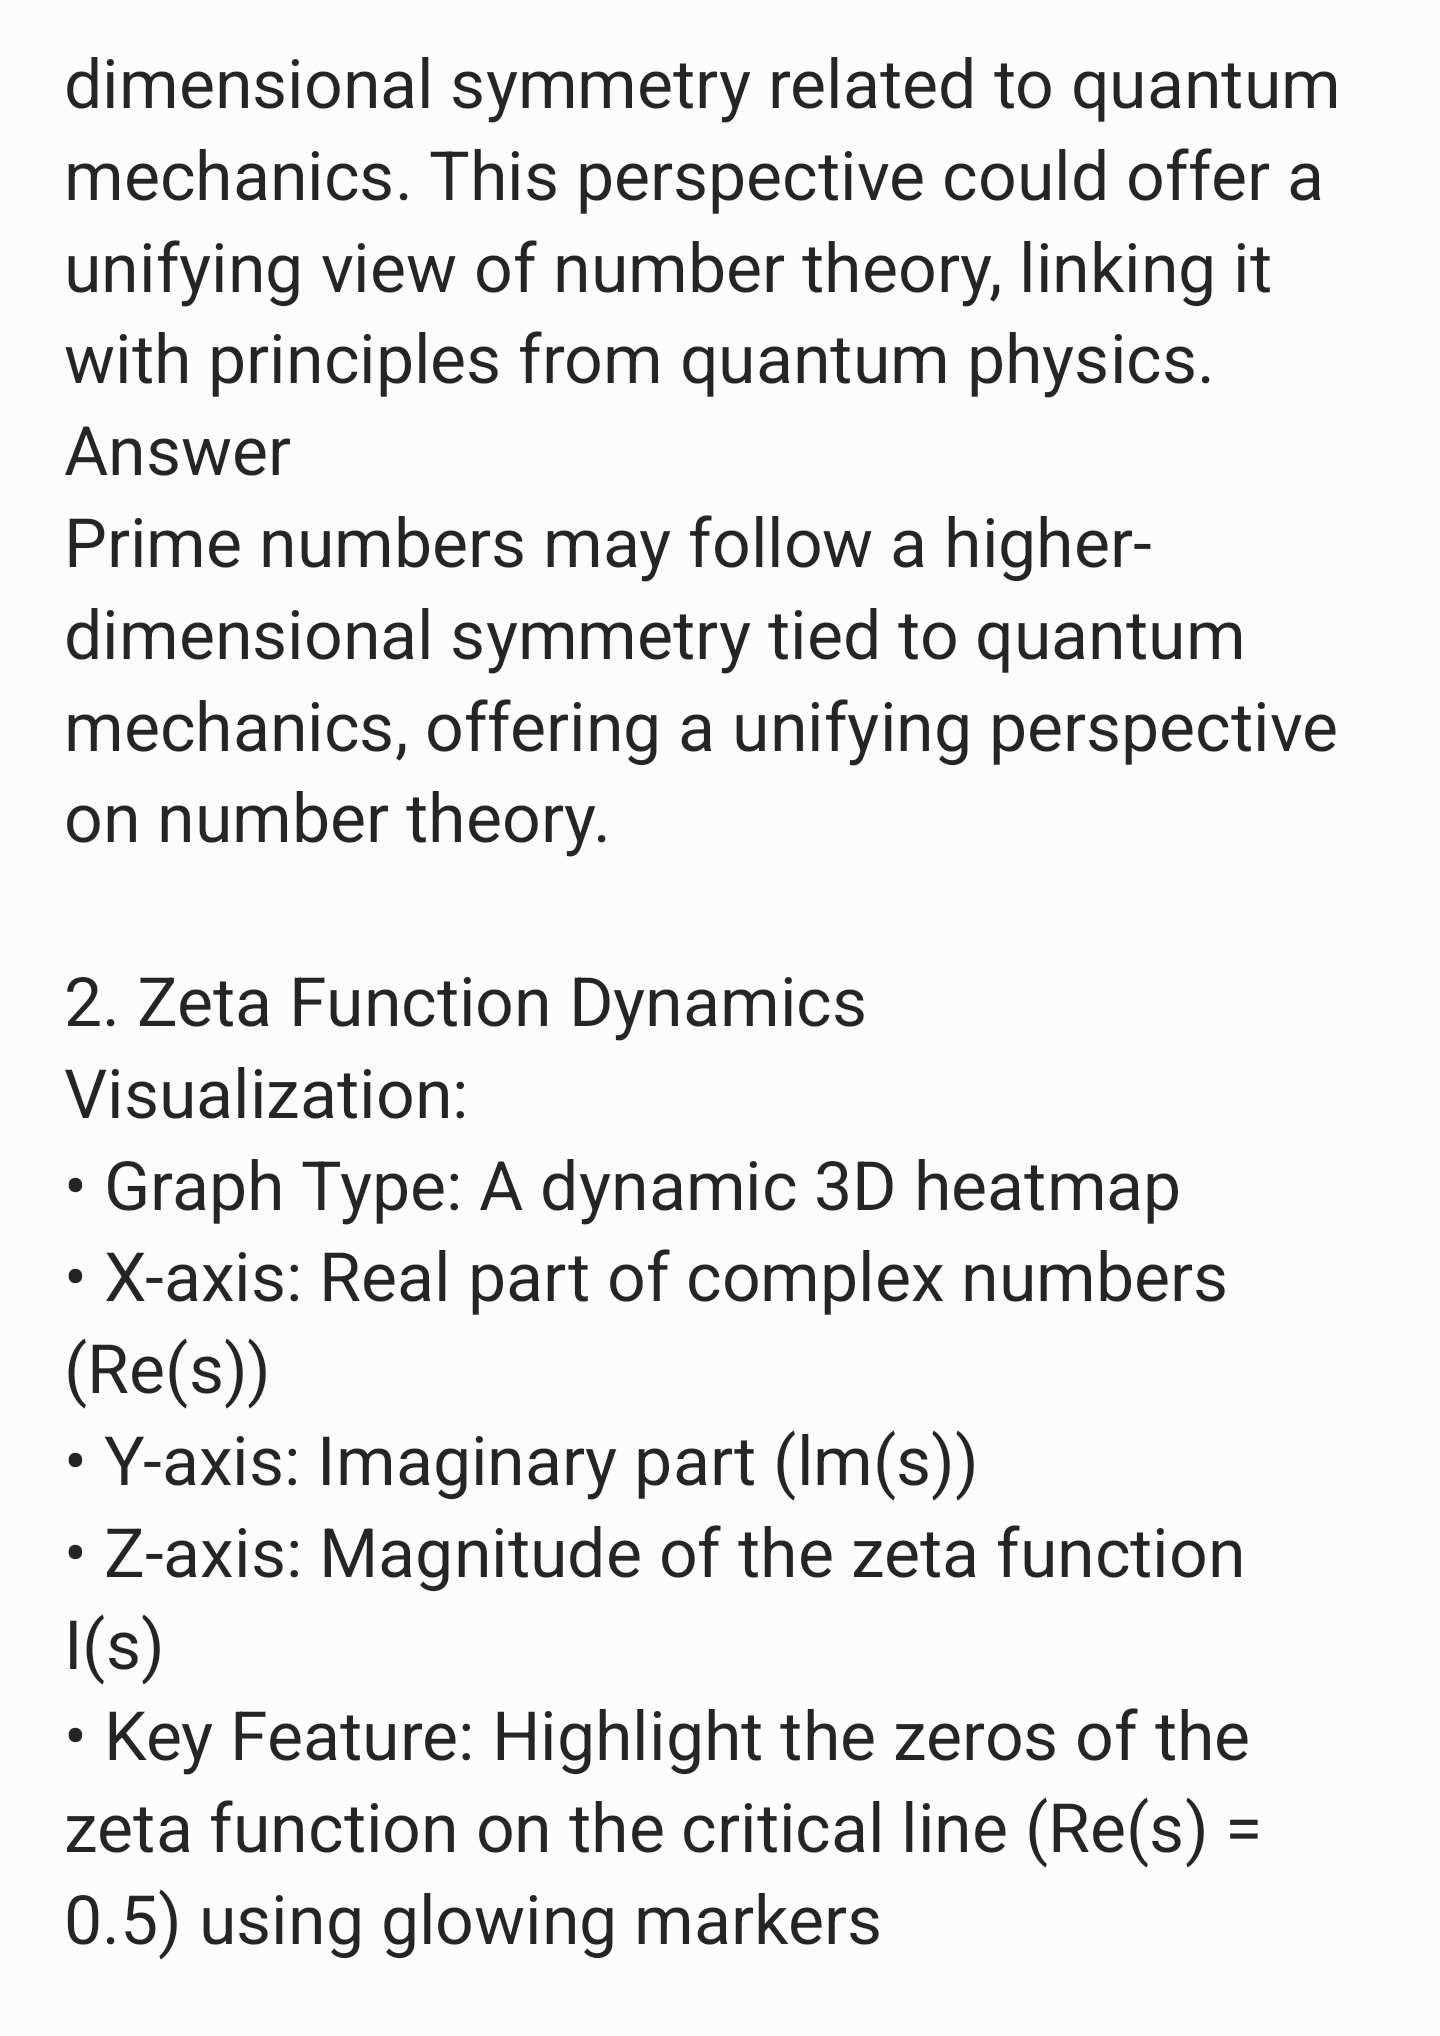 dimensional symmetry related to quantum
mechanics. This perspective could offer a
unifying view of number theory, linking it
with principles from quantum physics.
Answer
Prime numbers may follow a higher-
dimensional symmetry tied to quantum
mechanics, offering a unifying perspective
on number theory.
2. Zeta Function Dynamics
Visualization:
• Graph Type: A dynamic 3D heatmap
• X-axis: Real part of complex numbers
(Re(s))
• Y-axis: Imaginary part (lm(s))
• Z-axis: Magnitude of the zeta function
I(s)
• Key Feature: Highlight the zeros of the
zeta function on the critical line (Re(s) =
0.5) using glowing markers